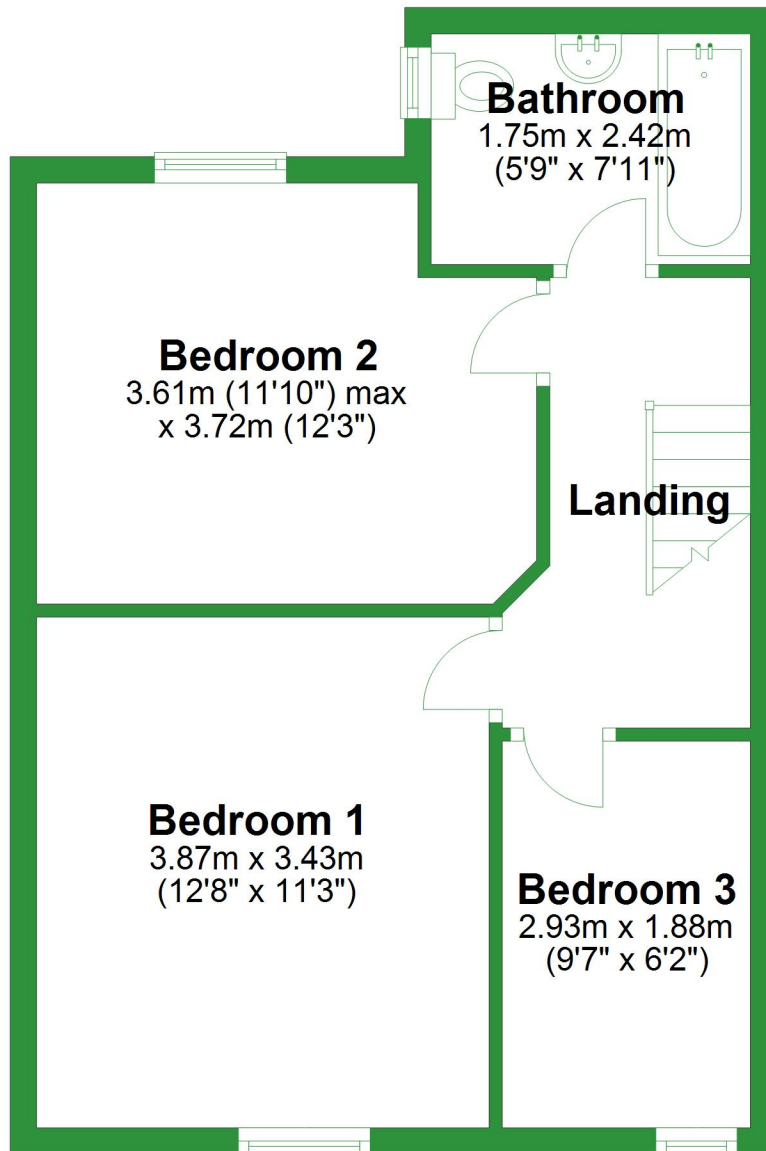 Bathroom
1.75m x 2.42m
(5'9" x 7'11")
Bedroom 2
3.61m (11'10") max
x 3.72m (12'3")
Landing
Bedroom 1
3.87m x 3.43m
(12'8" x 11'3")
Bedroom 3
2.93m x 1.88m
(9'7" x 6'2")